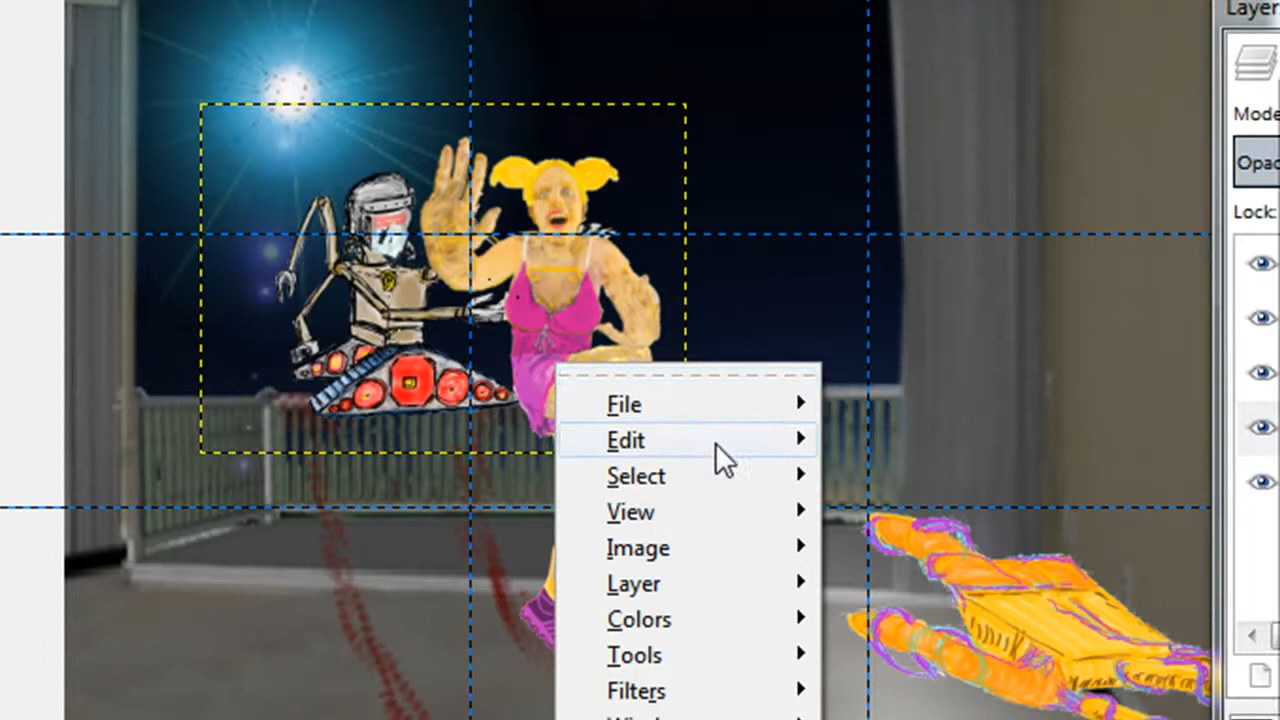 Layer
Mode
Opac
Lock:
File
Edit
Select
View
Image
Layer
Colors
Tools
Filters